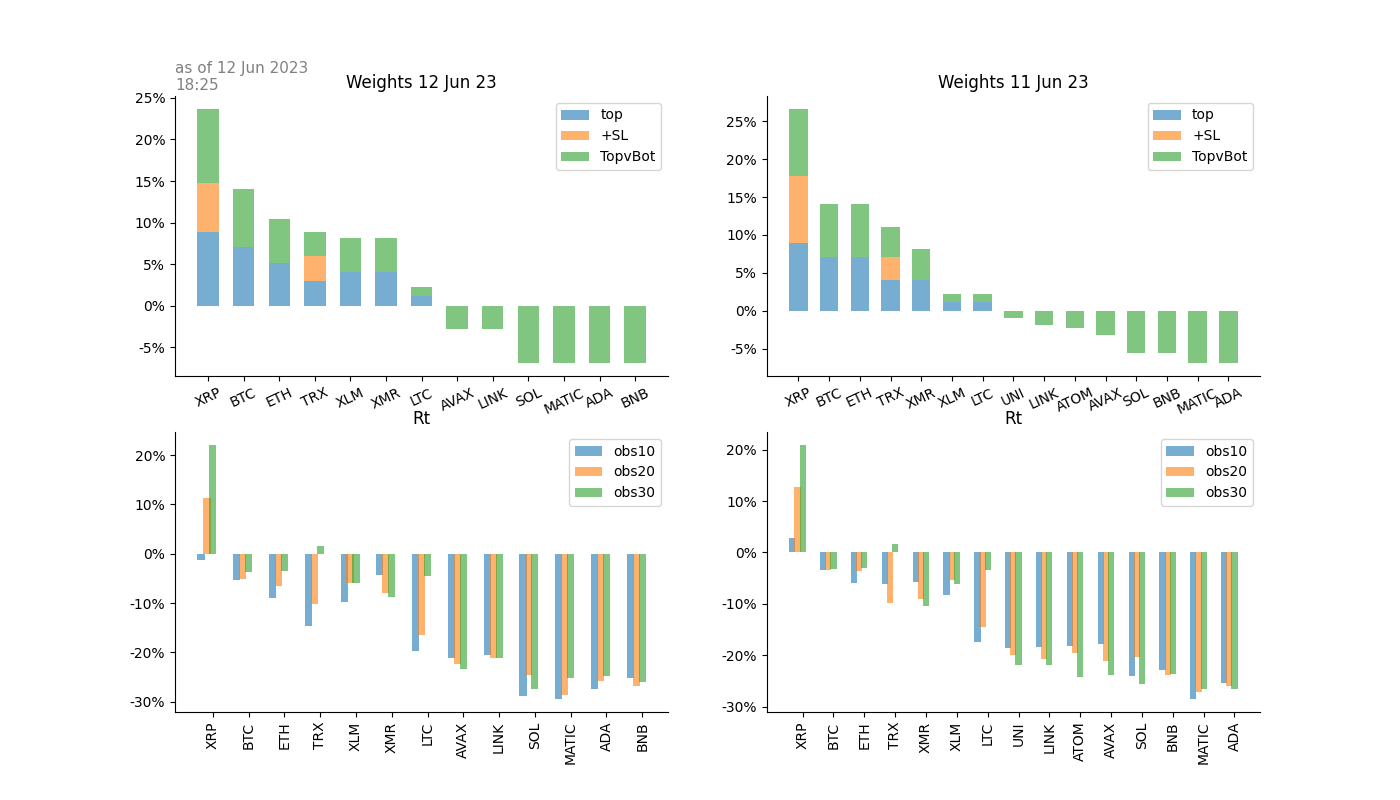 as of 12 Jun 2023
18:25
Weights 12 Jun 23
25%
20%
15%
10%
5%
0%
-5%
top
+SL
TopvBot
XRP BTC ETH TRX XLM XMR LTC AVAX LINK SOL MATIC ADA BNB
Weights 11 Jun 23
25%
20%
15%
10%
5%
0%
-5%
top
+SL
TopvBot
XRP BTC ETH TRX XMR XLM LTC UNI LINK ATOM AVAX SOL BNB MATIC ADA
Rt
20%
10%
0%
-10%
-20%
-30%
obs10
obs20
obs30
XRP BTC ETH TRX XLM XMR LTC AVAX LINK SOL MATIC ADA BNB
Rt
20%
10%
0%
-10%
-20%
-30%
obs10
obs20
obs30
XRP BTC ETH TRX XMR XLM LTC UNI LINK ATOM AVAX SOL BNB MATIC ADA